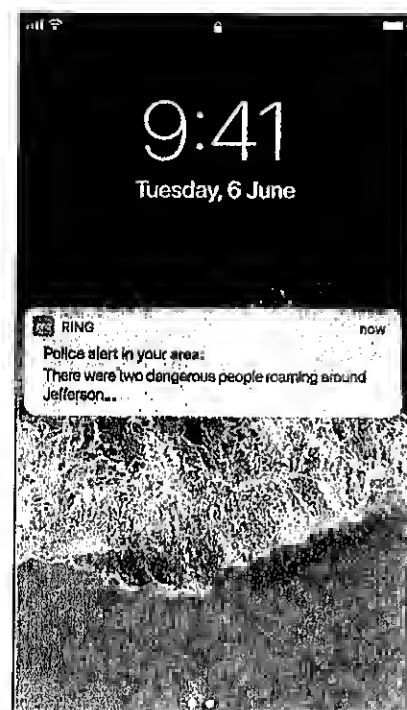 9:41
Tuesday, 6 June
RING now
Police alert in your area:
There were two dangerous people roaming around
Jefferson...